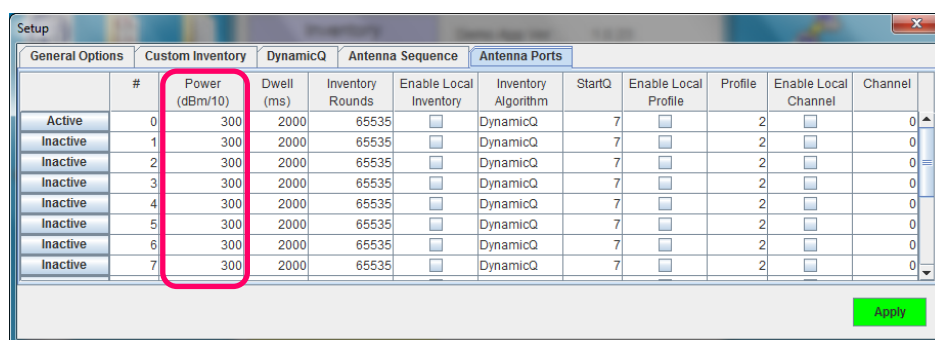 Setup
General Options Custom Inventory DynamicQ Antenna Sequence Antenna Ports
# Power (dBm/10) Dwell (ms) Inventory Rounds Enable Local Inventory Inventory Algorithm StartQ Enable Local Profile Profile Enable Local Channel Channel
Active 0 300 2000 65535 DynamicQ 7 2 0
Inactive 1 300 2000 65535 DynamicQ 7 2 0
Inactive 2 300 2000 65535 DynamicQ 7 2 0
Inactive 3 300 2000 65535 DynamicQ 7 2 0
Inactive 4 300 2000 65535 DynamicQ 7 2 0
Inactive 5 300 2000 65535 DynamicQ 7 2 0
Inactive 6 300 2000 65535 DynamicQ 7 2 0
Inactive 7 300 2000 65535 DynamicQ 7 2 0
Apply